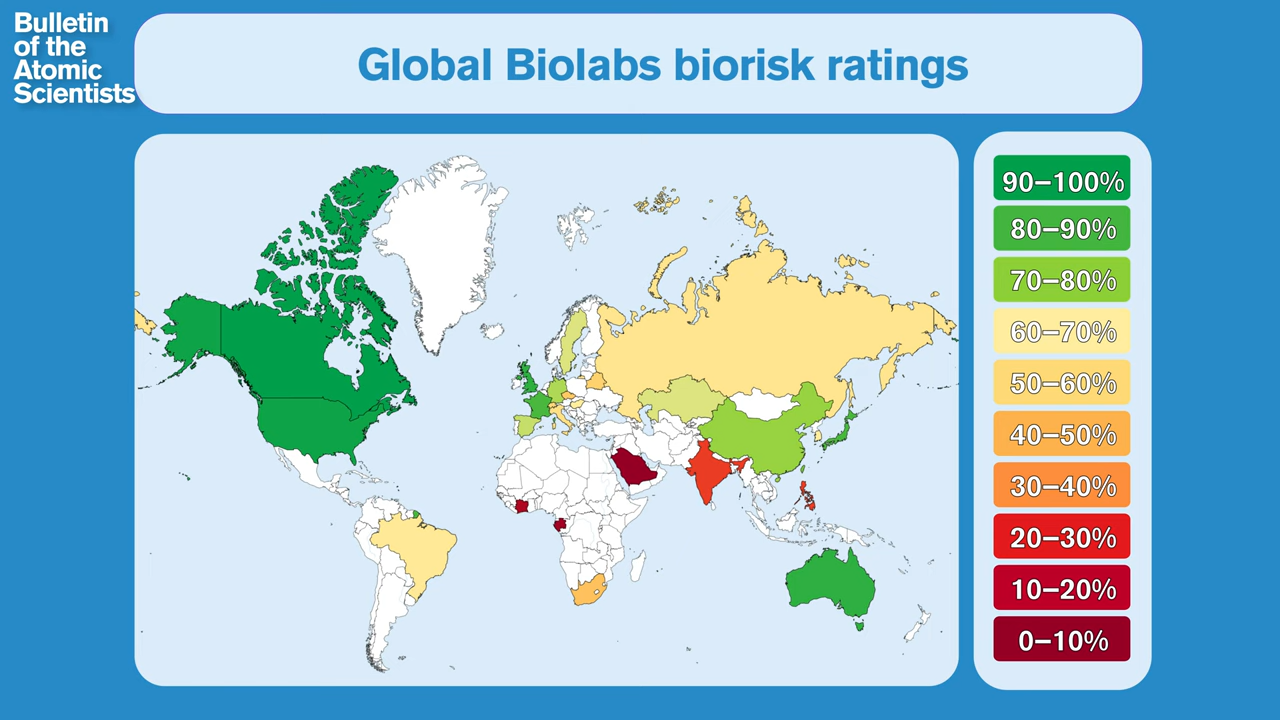 Bulletin
of the
Atomic
Scientists
Global Biolabs biorisk ratings
90–100%
80–90%
70–80%
60–70%
50–60%
40–50%
30–40%
20–30%
10–20%
0–10%